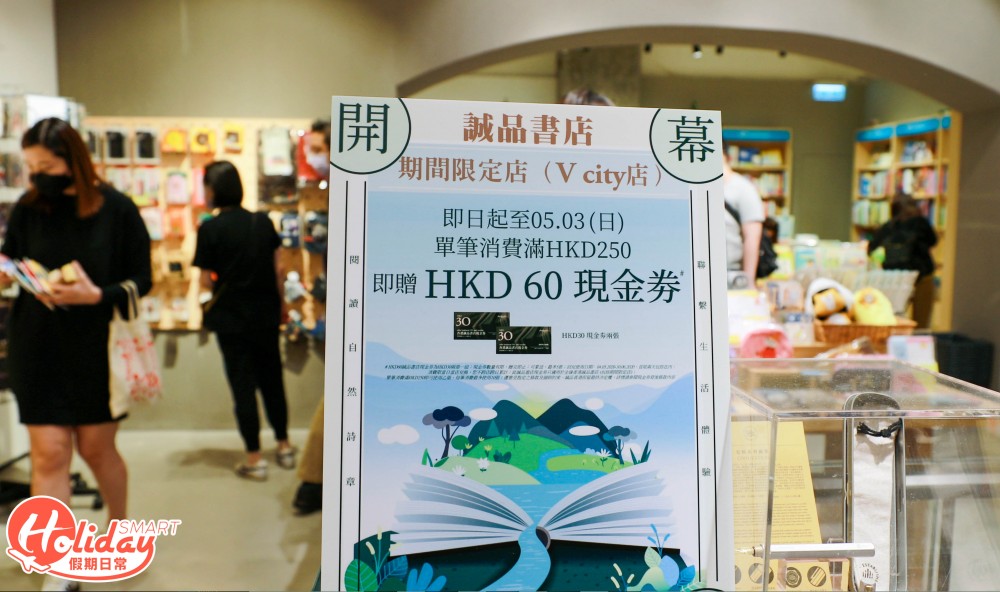 開
幕
誠品書店
期間限定店（V city店）
即日起至05.03(日)
單筆消費滿HKD250
即贈 HKD 60 現金券#
30
30
HKD30 現金券兩張
閱讀自然詩章
聯繫生活體驗
Holiday SMART
假期日常